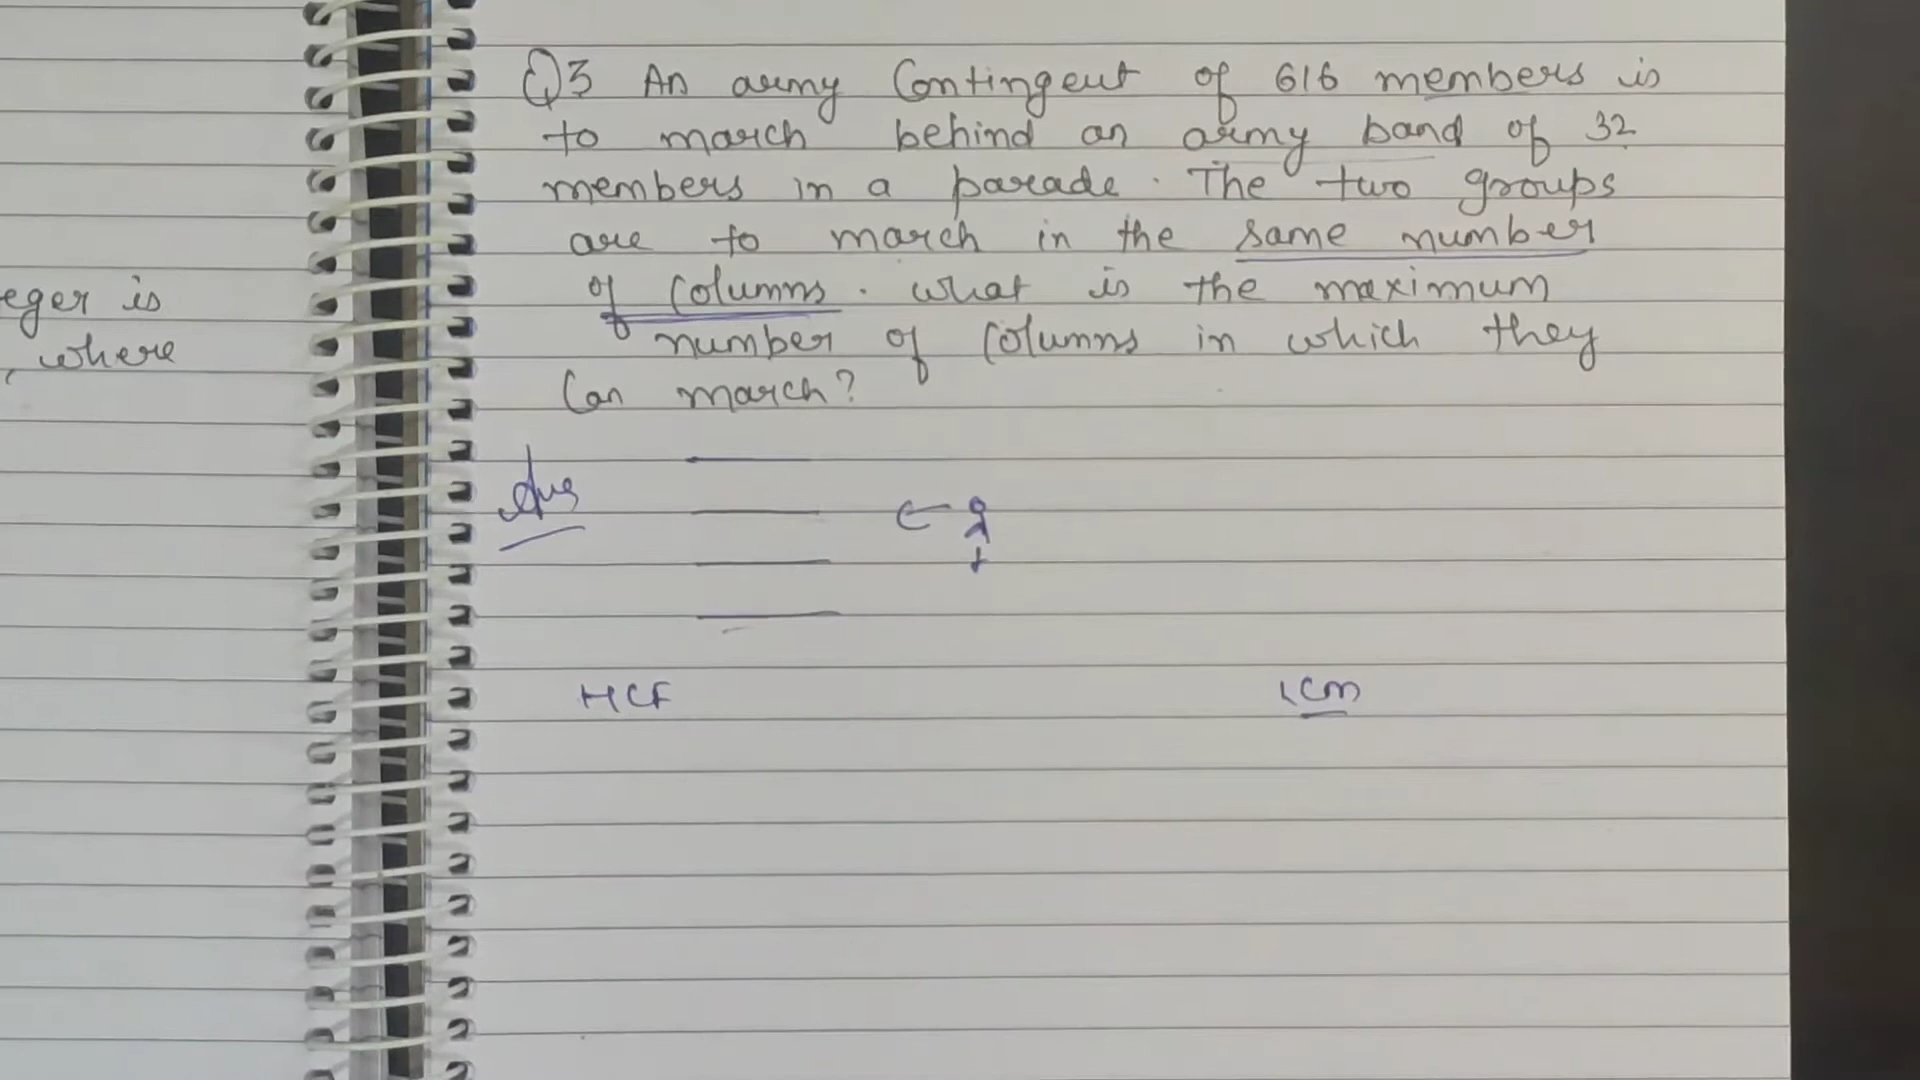 eger is
, where
Q3 An army Contingent of 616 members is
to march behind an army band of 32
members in a parade. The two groups
are to march in the same number
of Columns. what is the maximum
number of Columns in which they
Can march?
Ans
HCF
LCM